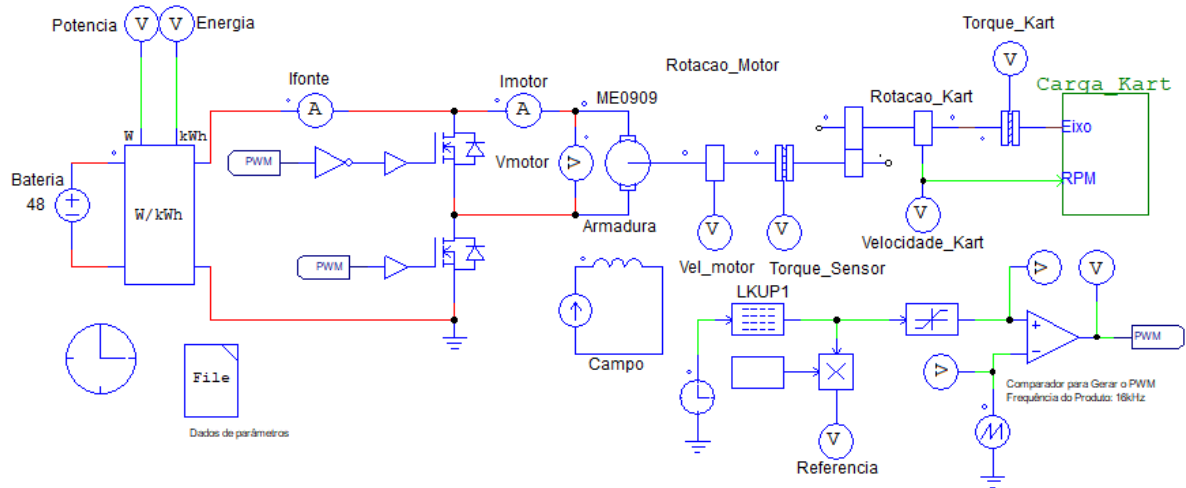 Potencia
V
V
Energia
Torque_Kart
V
Ifonte
A
Imotor
A
Rotacao_Motor
ME0909
Rotacao_Kart
Carga_Kart
Eixo
RPM
W
kWh
Bateria
48
W/kWh
PWM
Vmotor
V
Armadura
PWM
V
Vel_motor
V
Torque_Sensor
V
Velocidade_Kart
LKUP1
Campo
File
Dados de parâmetros
V
V
V
PWM
Comparador para Gerar o PWM
Frequência do Produto: 16kHz
V
Referencia